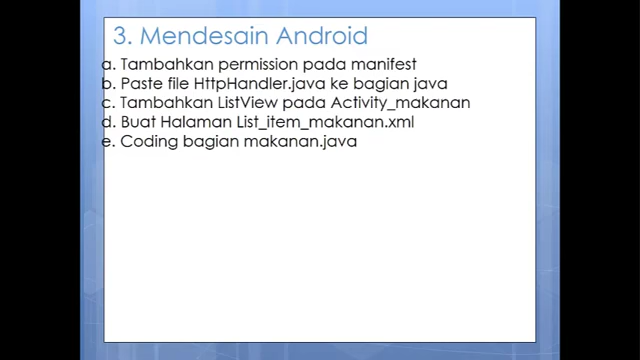 3. Mendesain Android
a. Tambahkan permission pada manifest
b. Paste file HttpHandler.java ke bagian java
c. Tambahkan ListView pada Activity_makanan
d. Buat Halaman List_item_makanan.xml
e. Coding bagian makanan.java